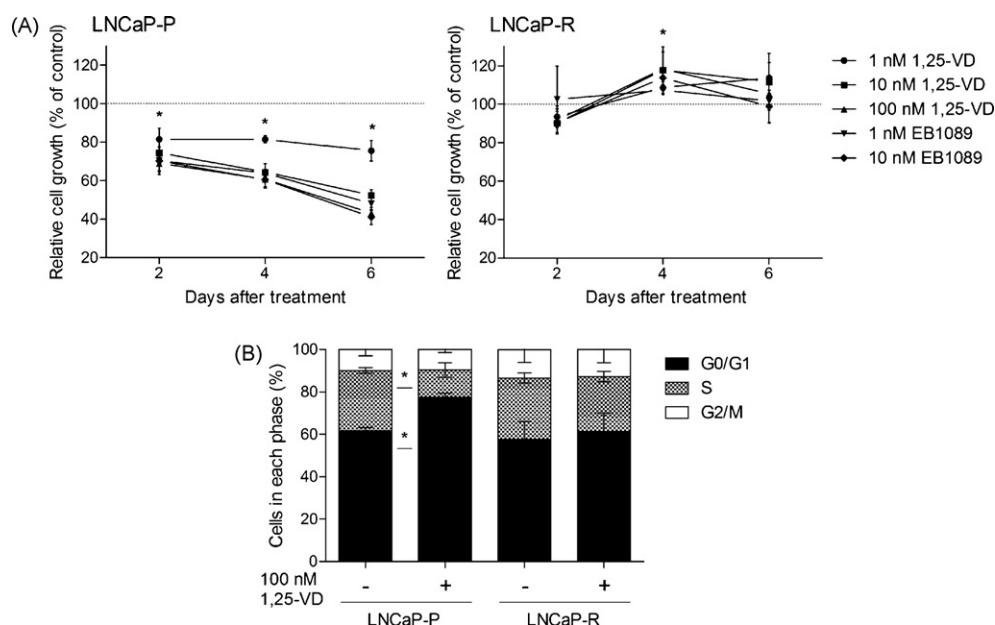 (A)
LNCaP-P
Relative cell growth (% of control)
120
100
80
60
40
20
*
*
*
2
4
6
Days after treatment
LNCaP-R
Relative cell growth (% of control)
120
100
80
60
40
20
*
2
4
6
Days after treatment
1 nM 1,25-VD
10 nM 1,25-VD
100 nM 1,25-VD
1 nM EB1089
10 nM EB1089
(B)
Cells in each phase (%)
100
80
60
40
20
0
*
*
G0/G1
S
G2/M
100 nM
1,25-VD
- + - +
LNCaP-P LNCaP-R